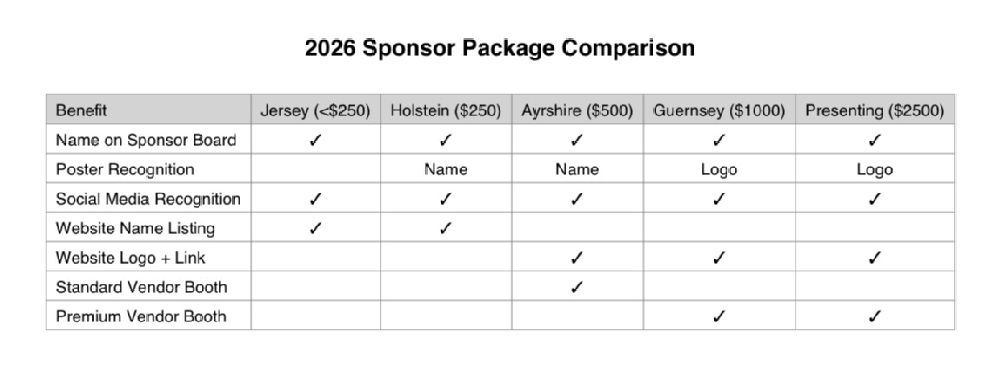 2026 Sponsor Package Comparison
Benefit Jersey (<$250) Holstein ($250) Ayrshire ($500) Guernsey ($1000) Presenting ($2500)
Name on Sponsor Board ✓ ✓ ✓ ✓ ✓
Poster Recognition Name Name Logo Logo
Social Media Recognition ✓ ✓ ✓ ✓ ✓
Website Name Listing ✓ ✓
Website Logo + Link ✓ ✓ ✓
Standard Vendor Booth ✓
Premium Vendor Booth ✓ ✓